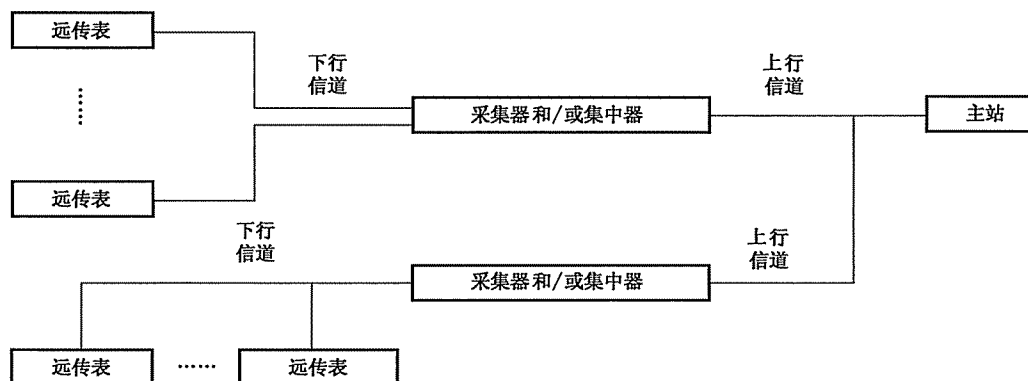 远传表
下行
信道
上行
信道
采集器和/或集中器
主站
……
远传表
下行
信道
上行
信道
采集器和/或集中器
远传表
……
远传表